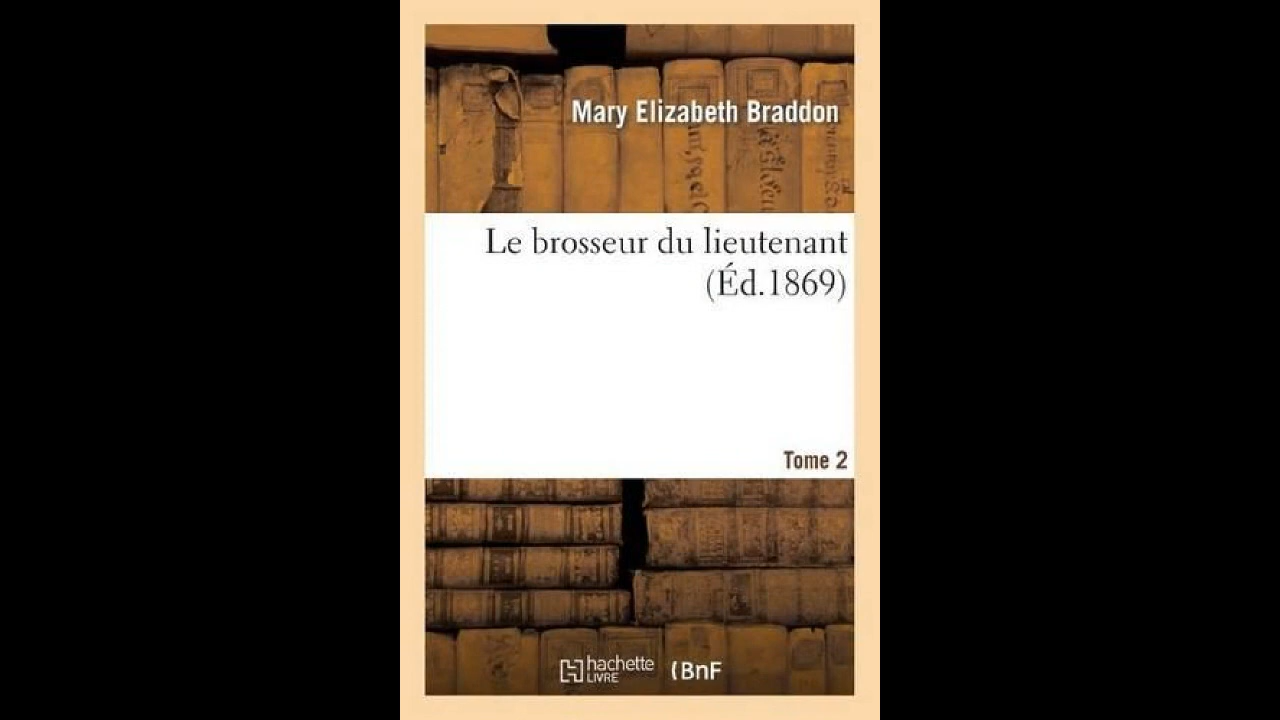 Mary Elizabeth Braddon
Le brosseur du lieutenant
(Éd.1869)
Tome 2
hachette
LIVRE
(BnF